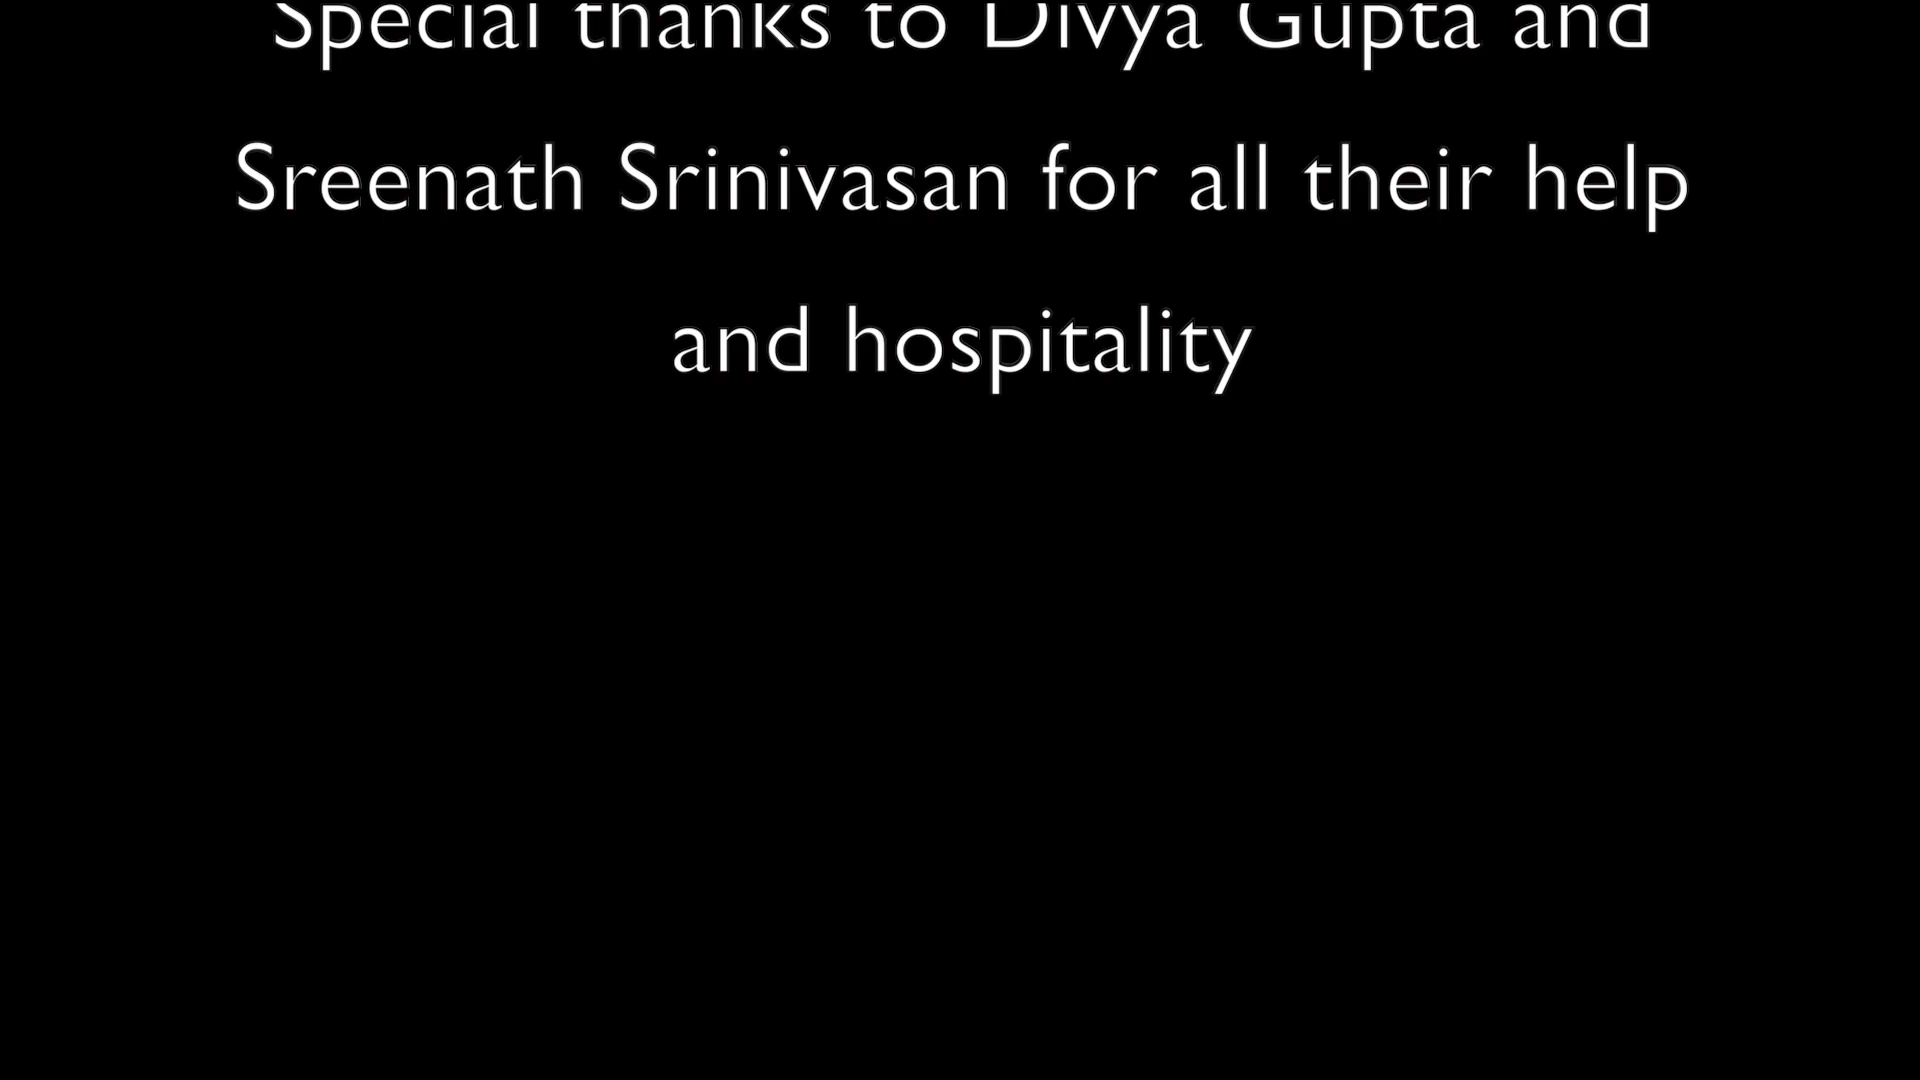 Special thanks to Divya Gupta and
Sreenath Srinivasan for all their help
and hospitality